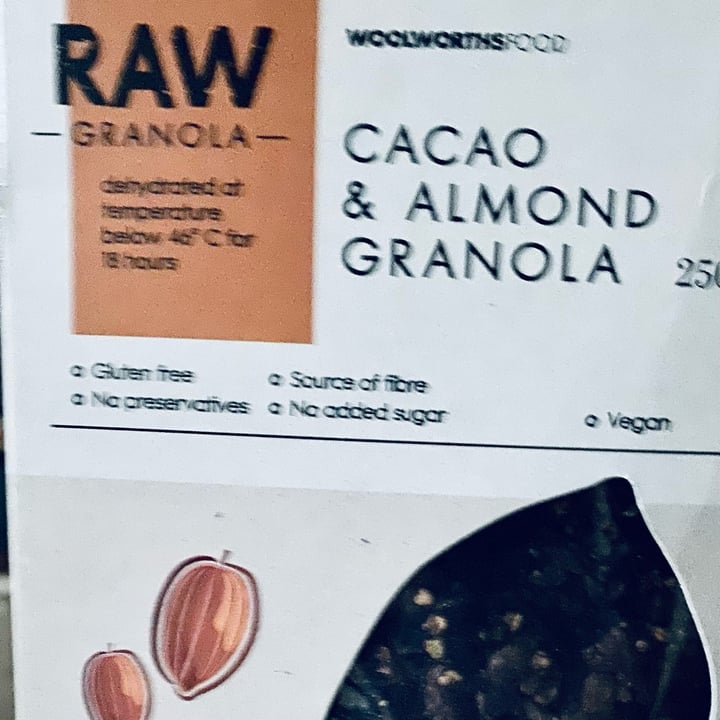 RAW
GRANOLA
dehydrated at
temperature
below 46° C for
18 hours
WOOLWORTHSFOOD
CACAO
& ALMOND
GRANOLA
Gluten free
No preservatives
Source of fibre
No added sugar
Vegan